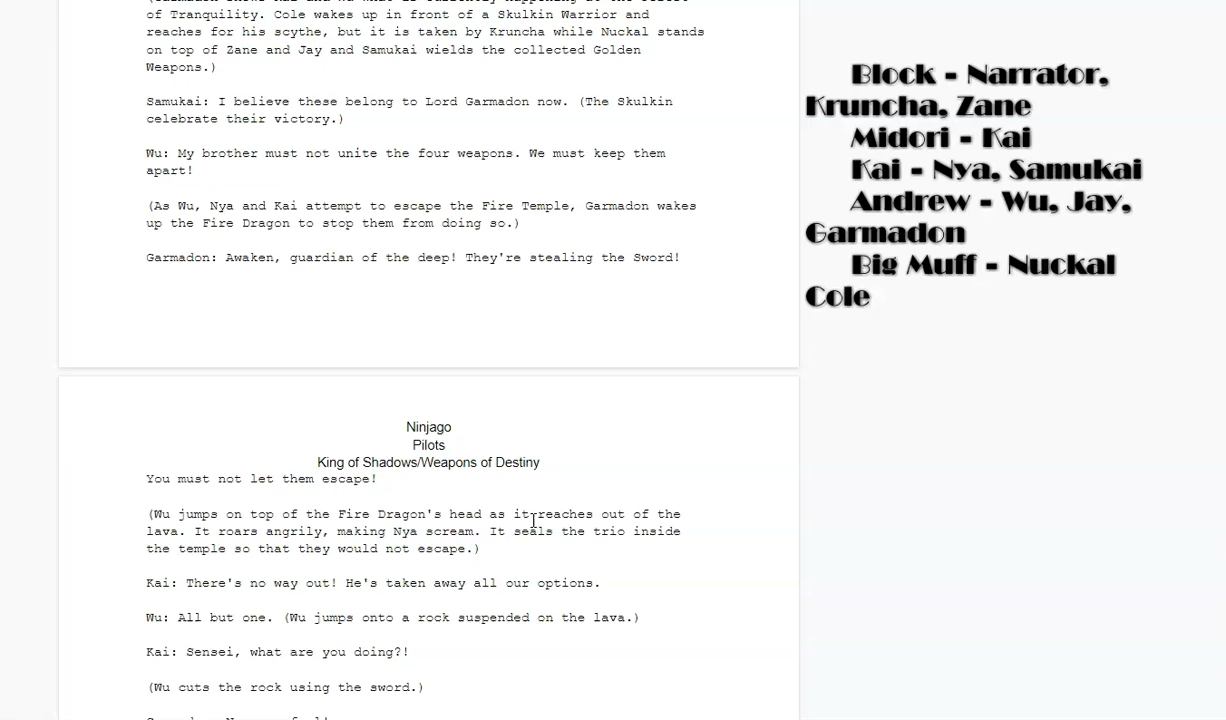 of Tranquility. Cole wakes up in front of a Skulkin Warrior and
reaches for his scythe, but it is taken by Kruncha while Nuckal stands
on top of Zane and Jay and Samukai wields the collected Golden
Weapons.)
Samukai: I believe these belong to Lord Garmadon now. (The Skulkin
celebrate their victory.)
Wu: My brother must not unite the four weapons. We must keep them
apart!
(As Wu, Nya and Kai attempt to escape the Fire Temple, Garmadon wakes
up the Fire Dragon to stop them from doing so.)
Garmadon: Awaken, guardian of the deep! They're stealing the Sword!
Ninjago
Pilots
King of Shadows/Weapons of Destiny
You must not let them escape!
(Wu jumps on top of the Fire Dragon's head as it reaches out of the
lava. It roars angrily, making Nya scream. It seals the trio inside
the temple so that they would not escape.)
Kai: There's no way out! He's taken away all our options.
Wu: All but one. (Wu jumps onto a rock suspended on the lava.)
Kai: Sensei, what are you doing?!
(Wu cuts the rock using the sword.)
Block - Narrator,
Kruncha, Zane
Midori - Kai
Kai - Nya, Samukai
Andrew - Wu, Jay,
Garmadon
Big Muff - Nuckal
Cole